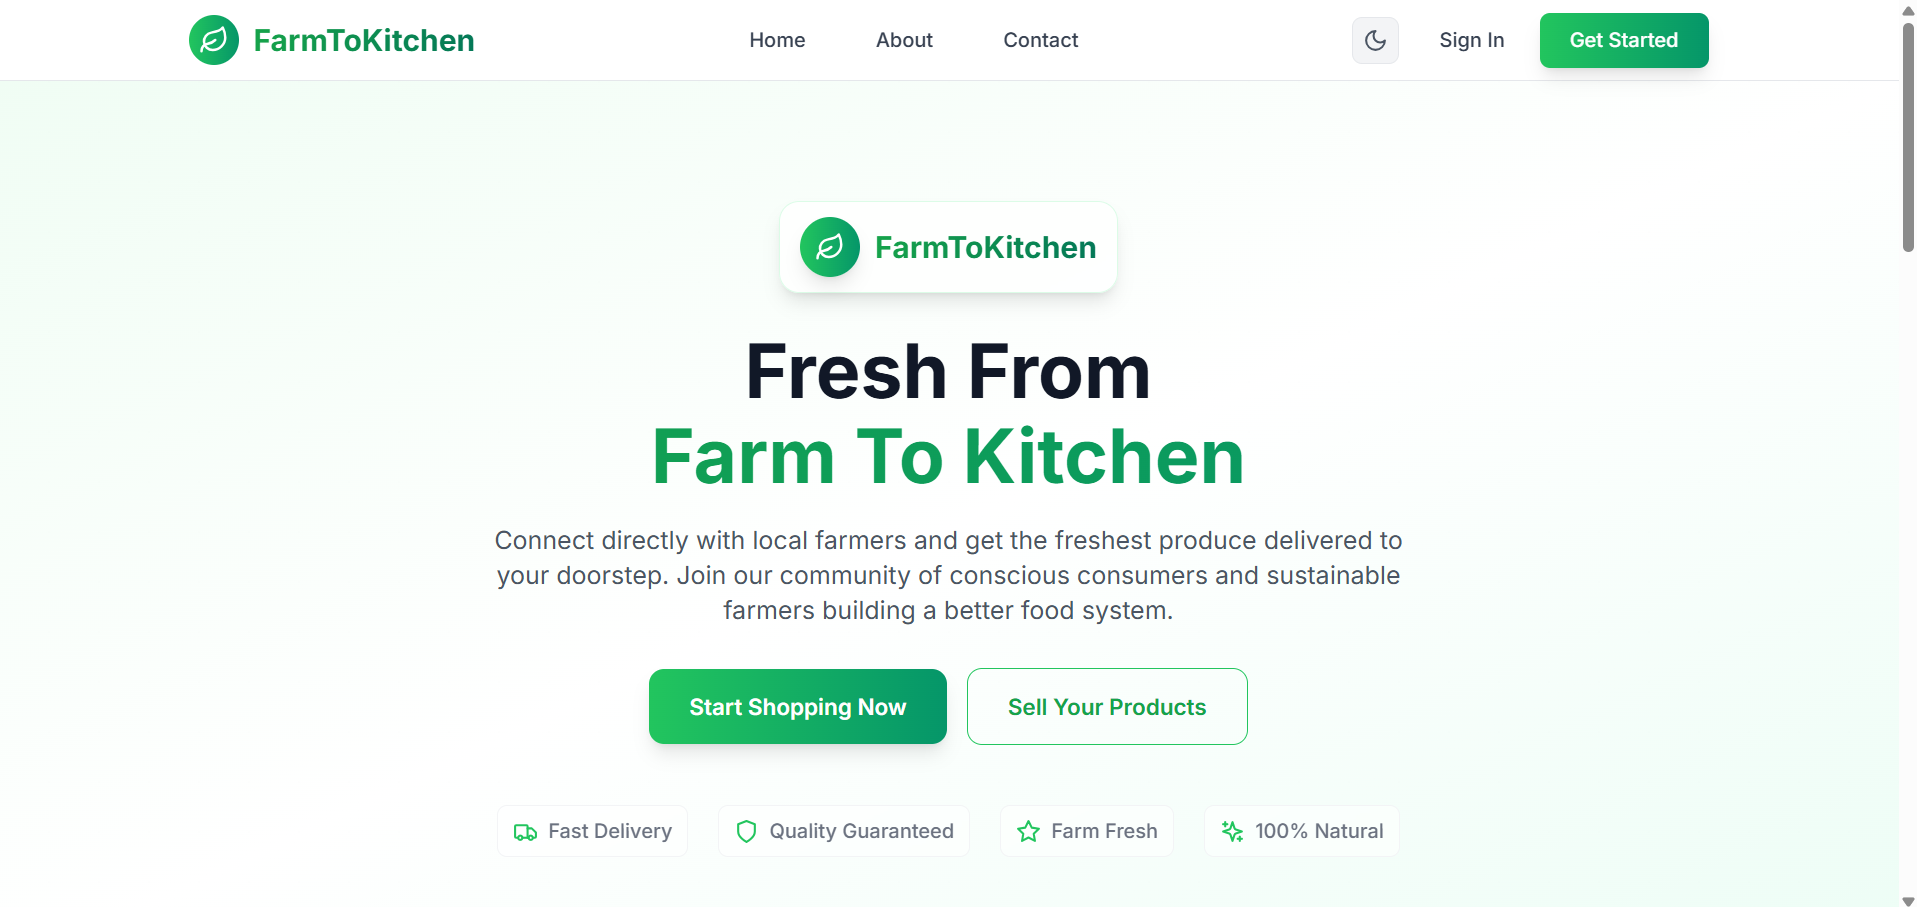 FarmToKitchen
Home
About
Contact
Sign In
Get Started
FarmToKitchen
Fresh From
Farm To Kitchen
Connect directly with local farmers and get the freshest produce delivered to
your doorstep. Join our community of conscious consumers and sustainable
farmers building a better food system.
Start Shopping Now
Sell Your Products
Fast Delivery
Quality Guaranteed
Farm Fresh
100% Natural